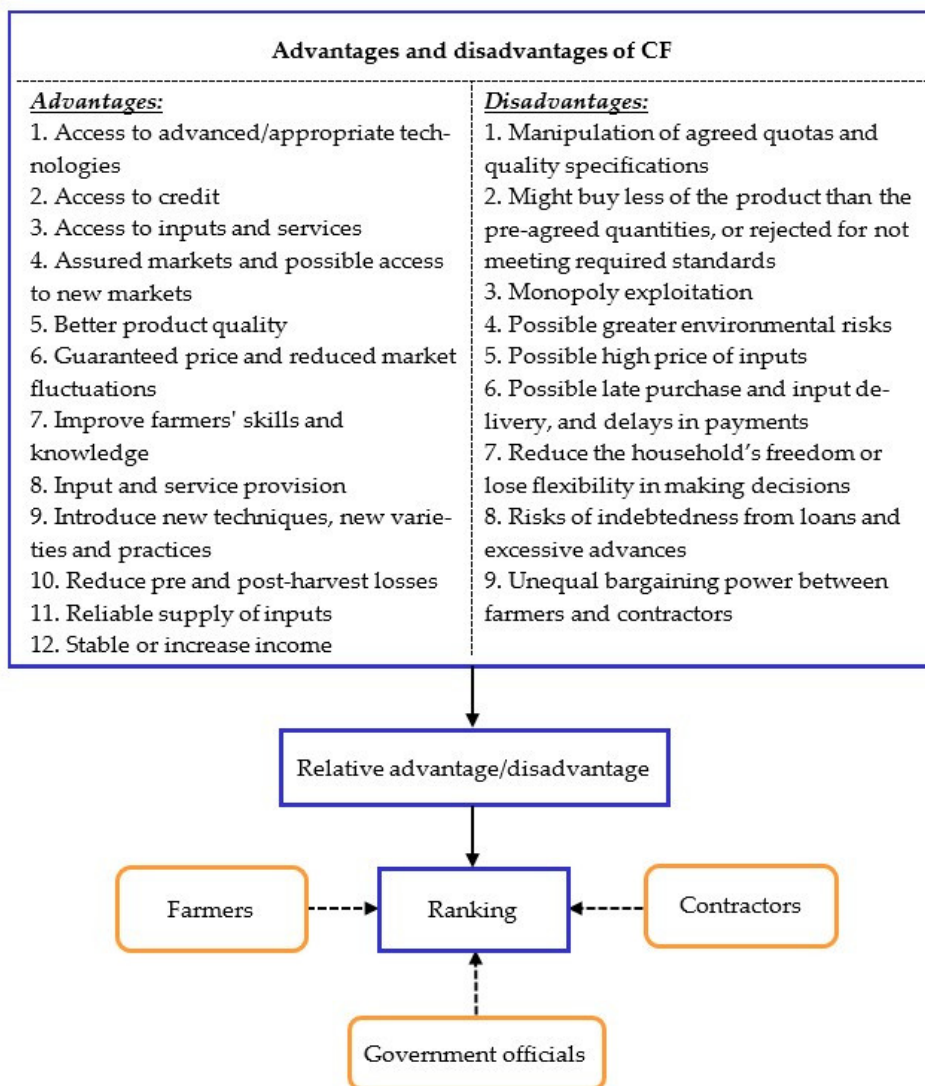 Advantages and disadvantages of CF
Advantages:
1. Access to advanced/appropriate tech-
nologies
2. Access to credit
3. Access to inputs and services
4. Assured markets and possible access
to new markets
5. Better product quality
6. Guaranteed price and reduced market
fluctuations
7. Improve farmers' skills and
knowledge
8. Input and service provision
9. Introduce new techniques, new varie-
ties and practices
10. Reduce pre and post-harvest losses
11. Reliable supply of inputs
12. Stable or increase income
Disadvantages:
1. Manipulation of agreed quotas and
quality specifications
2. Might buy less of the product than the
pre-agreed quantities, or rejected for not
meeting required standards
3. Monopoly exploitation
4. Possible greater environmental risks
5. Possible high price of inputs
6. Possible late purchase and input de-
livery, and delays in payments
7. Reduce the household’s freedom or
lose flexibility in making decisions
8. Risks of indebtedness from loans and
excessive advances
9. Unequal bargaining power between
farmers and contractors
Relative advantage/disadvantage
Farmers
Ranking
Contractors
Government officials